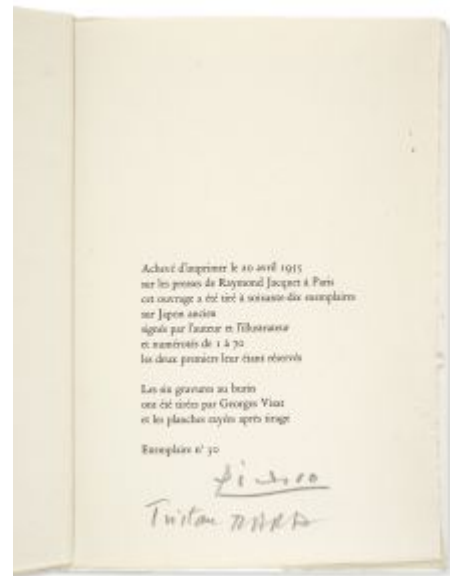 Achevé d'imprimer le 20 avril 1955
sur les presses de Raymond Jacquet à Paris
cet ouvrage a été tiré à soixante-dix exemplaires
sur Japon ancien
signés par l'auteur et l'illustrateur
et numérotés de 1 à 70
les deux premiers leur étant réservés
Les six gravures au burin
ont été tirées par Georges Visat
et les planches rayées après tirage
Exemplaire n° 30
Picasso
Tristan TZARA